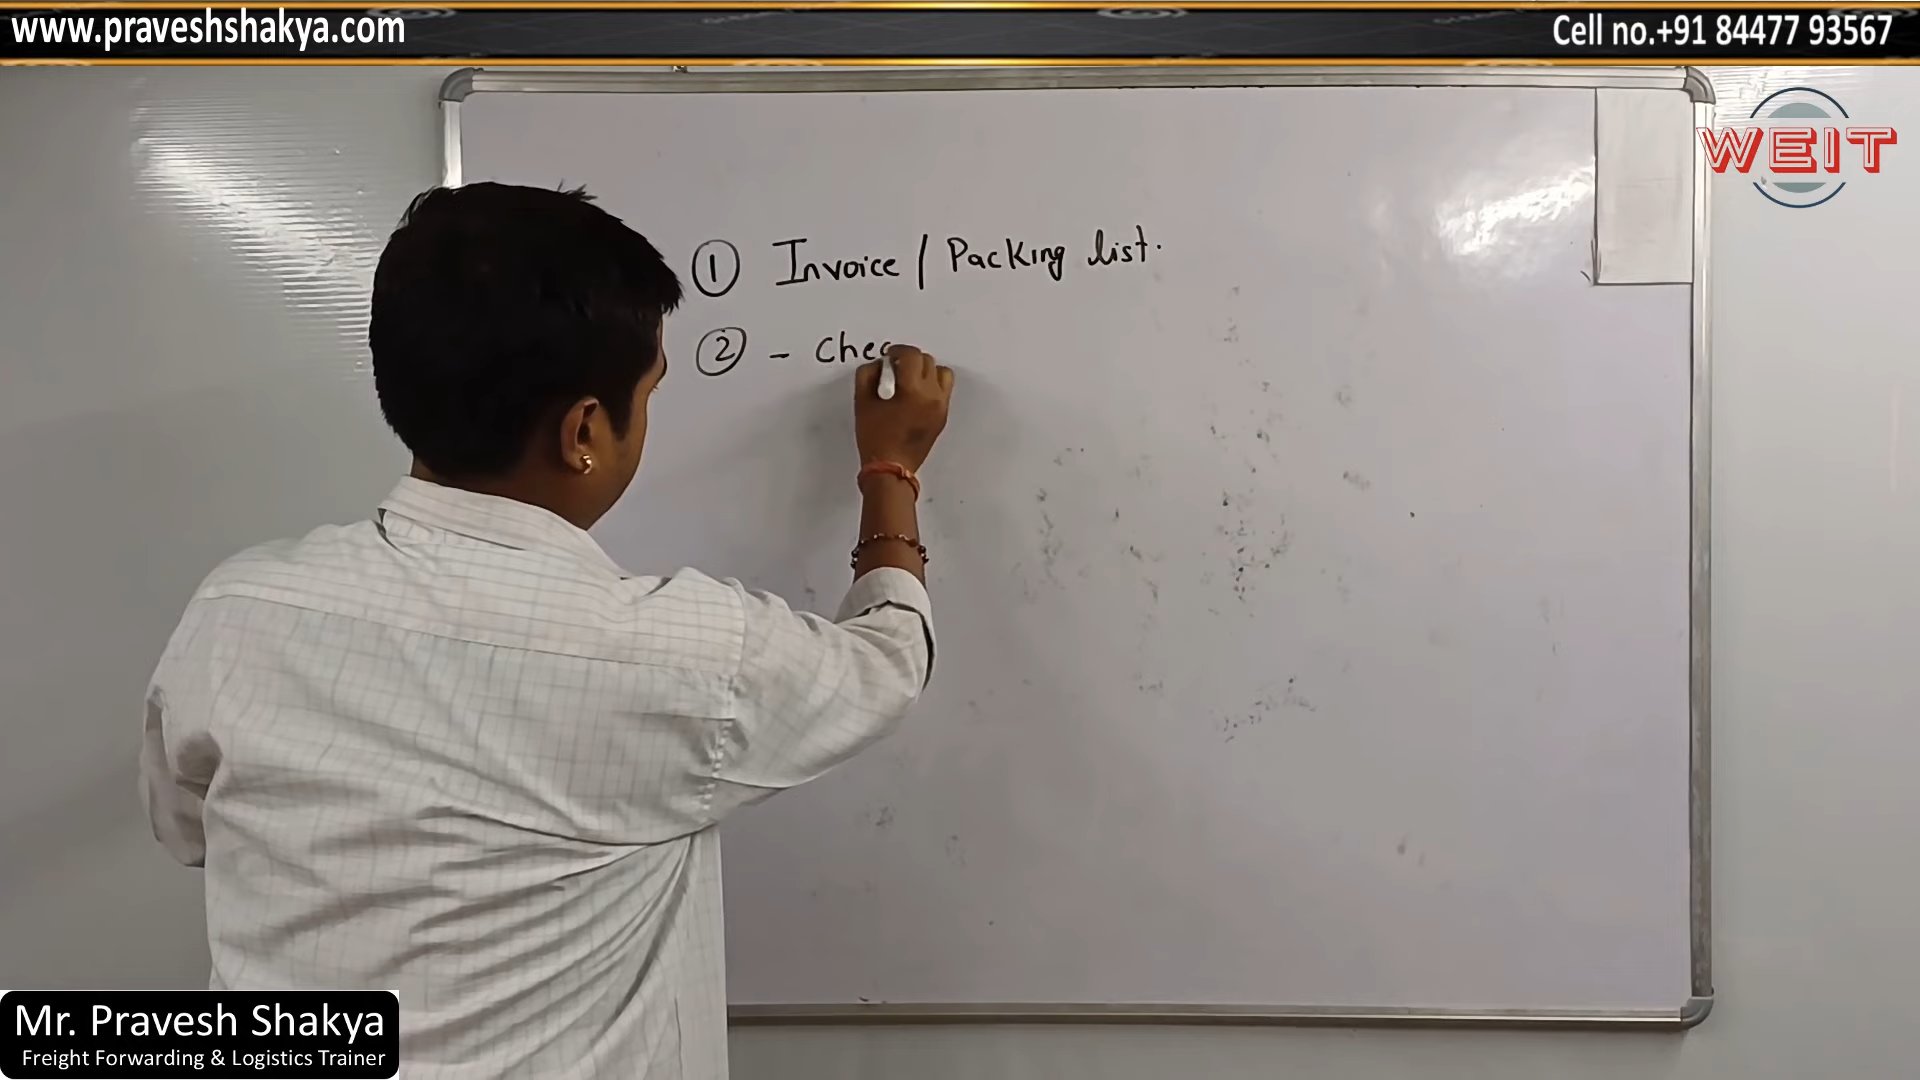 www.praveshshakya.com
Cell no.+91 84477 93567
WEIT
① Invoice / Packing list.
② - Chec
Mr. Pravesh Shakya
Freight Forwarding & Logistics Trainer